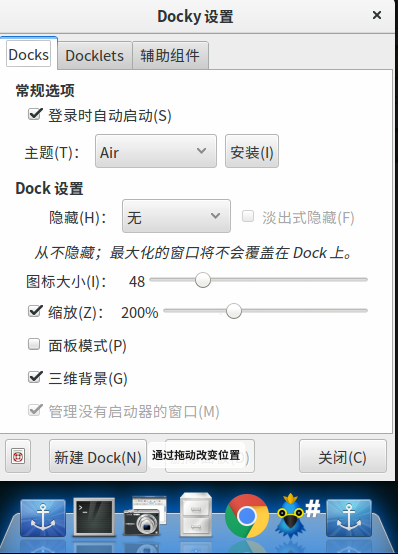 Docky 设置
Docks Docklets 辅助组件
常规选项
登录时自动启动(S)
主题(T)： Air 安装(I)
Dock 设置
隐藏(H)： 无 淡出式隐藏(F)
从不隐藏；最大化的窗口将不会覆盖在 Dock 上。
图标大小(I)： 48
缩放(Z)： 200%
面板模式(P)
三维背景(G)
管理没有启动器的窗口(M)
新建 Dock(N) 通过拖动改变位置 ) 关闭(C)
#